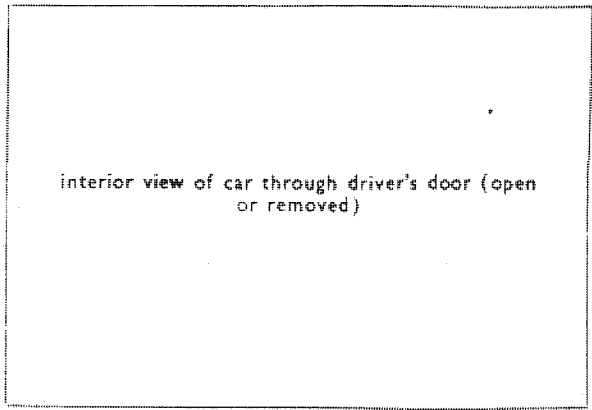 interior view of car through driver's door (open
or removed)